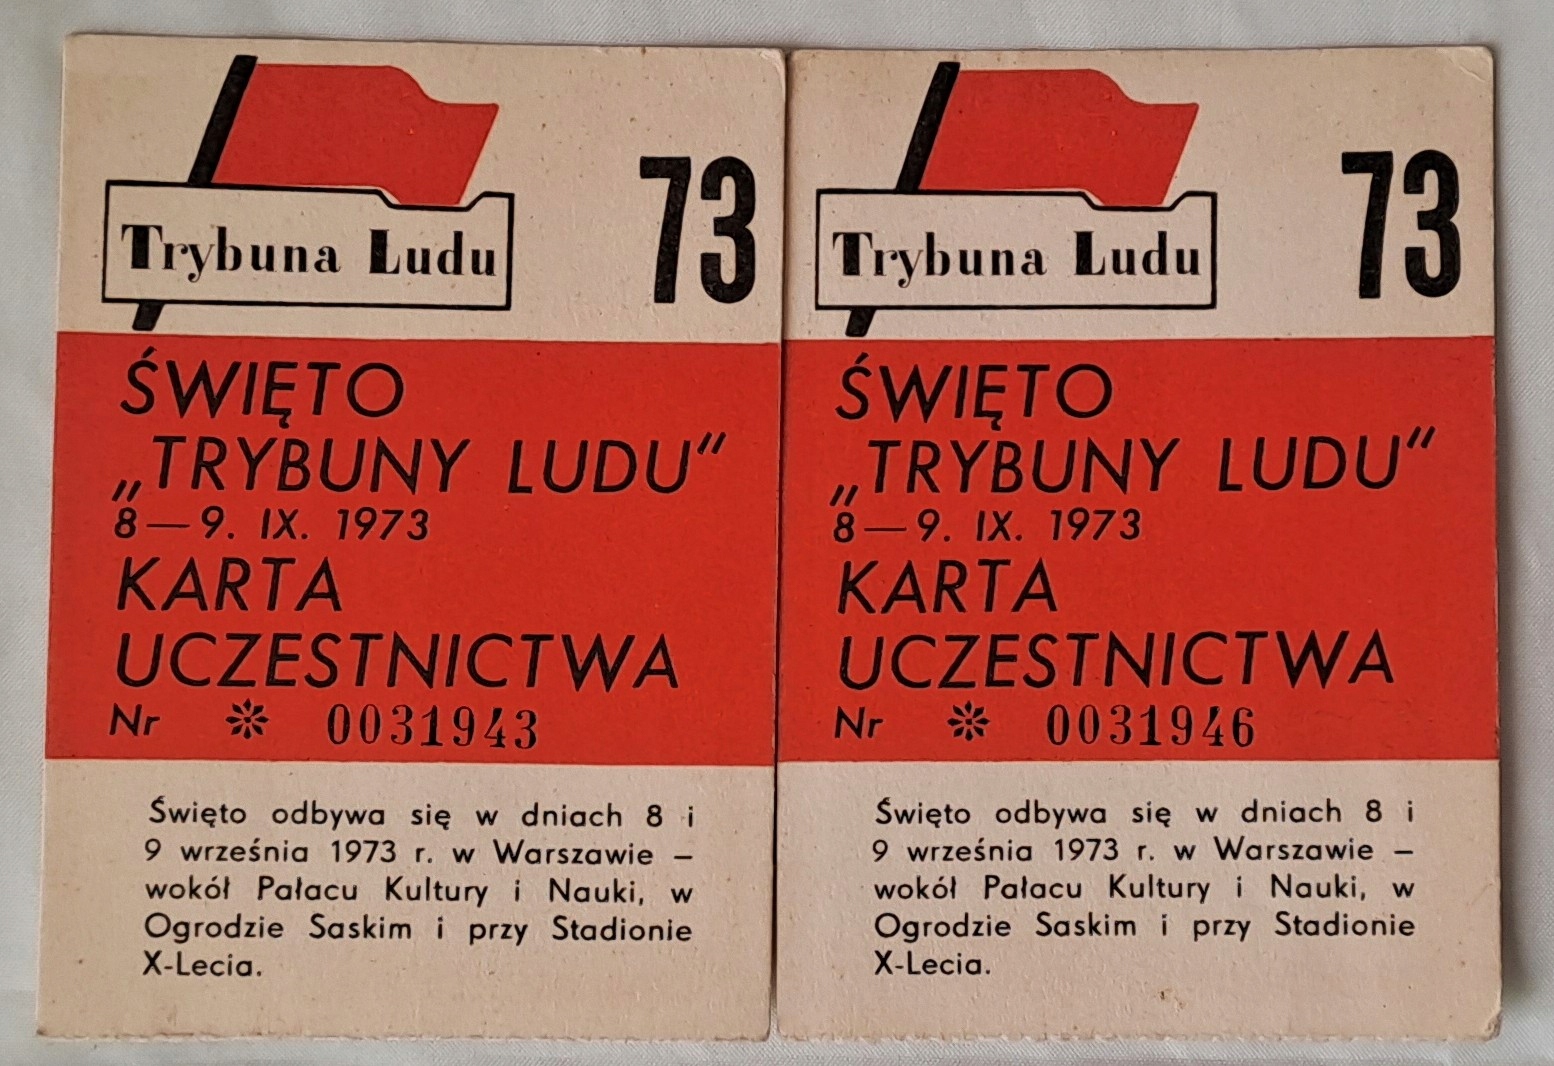 Trybuna Ludu
73
ŚWIĘTO
„TRYBUNY LUDU"
8—9. IX. 1973
KARTA
UCZESTNICTWA
Nr 0031943
Święto odbywa się w dniach 8 i
9 września 1973 r. w Warszawie –
wokół Pałacu Kultury i Nauki, w
Ogrodzie Saskim i przy Stadionie
X-Lecia.
Trybuna Ludu
73
ŚWIĘTO
„TRYBUNY LUDU"
8—9. IX. 1973
KARTA
UCZESTNICTWA
Nr 0031946
Święto odbywa się w dniach 8 i
9 września 1973 r. w Warszawie –
wokół Pałacu Kultury i Nauki, w
Ogrodzie Saskim i przy Stadionie
X-Lecia.